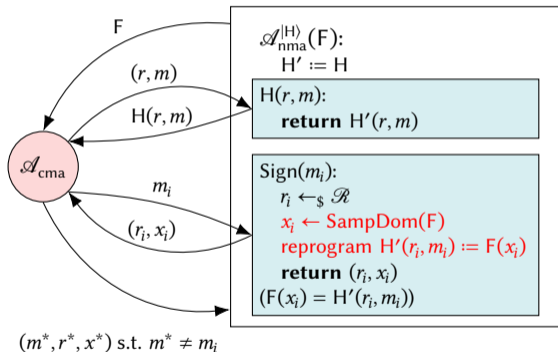 F
𝒜_nma^|H⟩(F):
H′ := H
(r, m)
H(r, m):
return H′(r, m)
H(r, m)
𝒜_cma
Sign(m_i):
m_i
r_i ←_$ ℛ
x_i ← SampDom(F)
(r_i, x_i)
reprogram H′(r_i, m_i) := F(x_i)
return (r_i, x_i)
(F(x_i) = H′(r_i, m_i))
(m*, r*, x*) s.t. m* ≠ m_i